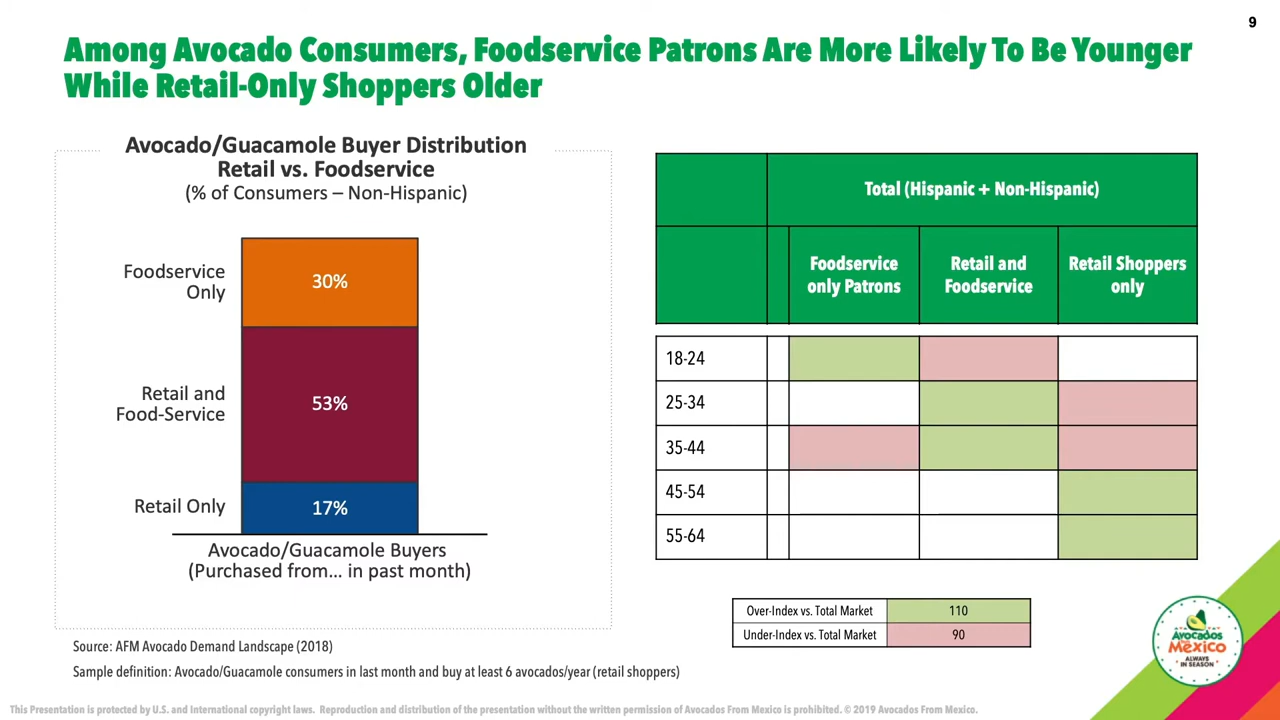 9
Among Avocado Consumers, Foodservice Patrons Are More Likely To Be Younger
While Retail-Only Shoppers Older
Avocado/Guacamole Buyer Distribution
Retail vs. Foodservice
(% of Consumers – Non-Hispanic)
Foodservice
Only
30%
Retail and
Food-Service
53%
Retail Only
17%
Avocado/Guacamole Buyers
(Purchased from... in past month)
Total (Hispanic + Non-Hispanic)
Foodservice
only Patrons
Retail and
Foodservice
Retail Shoppers
only
18-24
25-34
35-44
45-54
55-64
Over-Index vs. Total Market 110
Under-Index vs. Total Market 90
Source: AFM Avocado Demand Landscape (2018)
Sample definition: Avocado/Guacamole consumers in last month and buy at least 6 avocados/year (retail shoppers)
Avocados
from
Mexico
ALWAYS
IN SEASON
This Presentation is protected by U.S. and International copyright laws. Reproduction and distribution of the presentation without the written permission of Avocados From Mexico is prohibited. © 2019 Avocados From Mexico.